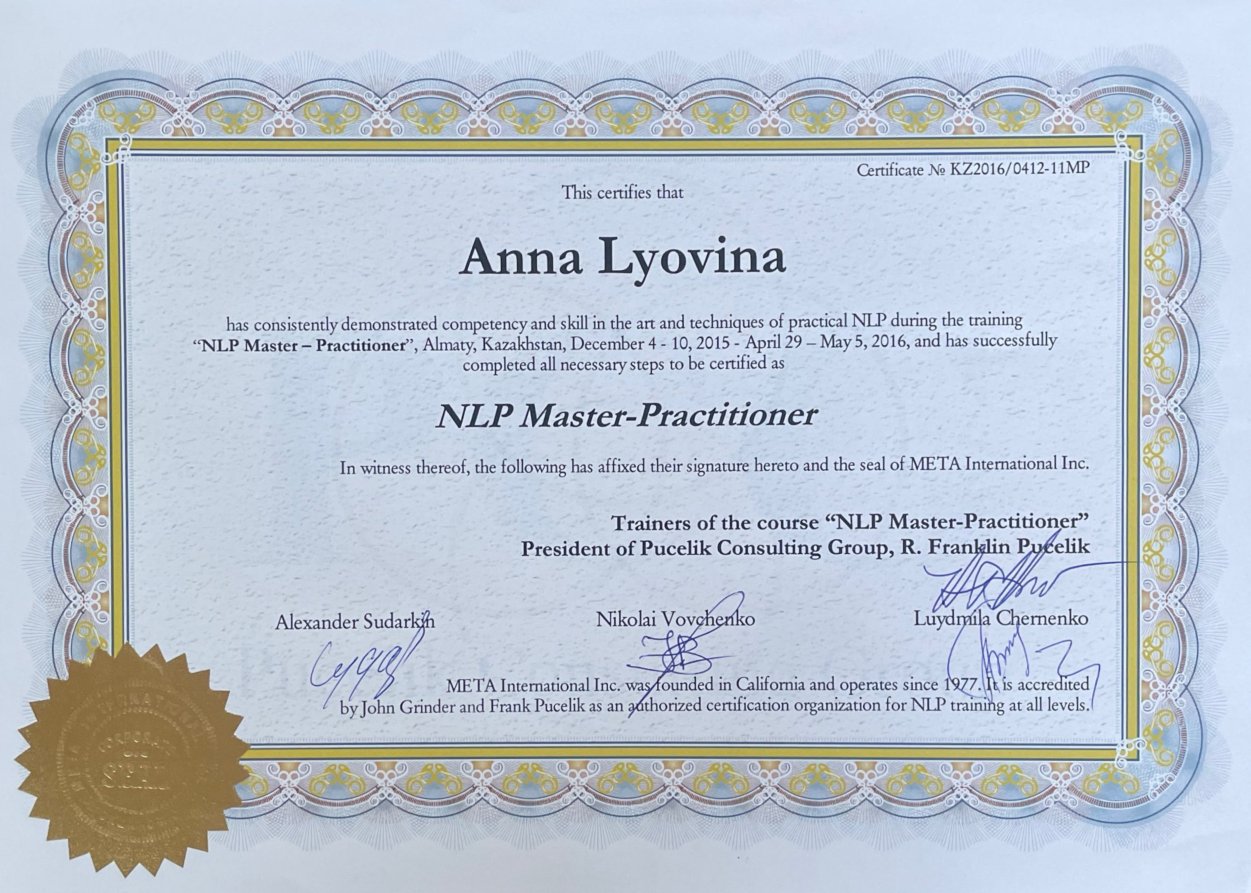 Certificate № KZ2016/0412-11MP
This certifies that
Anna Lyovina
has consistently demonstrated competency and skill in the art and techniques of practical NLP during the training
“NLP Master – Practitioner”, Almaty, Kazakhstan, December 4 - 10, 2015 - April 29 – May 5, 2016, and has successfully
completed all necessary steps to be certified as
NLP Master-Practitioner
In witness thereof, the following has affixed their signature hereto and the seal of META International Inc.
Trainers of the course “NLP Master-Practitioner”
President of Pucelik Consulting Group, R. Franklin Pucelik
Alexander Sudarkin
Nikolai Vovchenko
Luydmila Chernenko
META International Inc. was founded in California and operates since 1977. It is accredited
by John Grinder and Frank Pucelik as an authorized certification organization for NLP training at all levels.
CORPORATE
SEAL